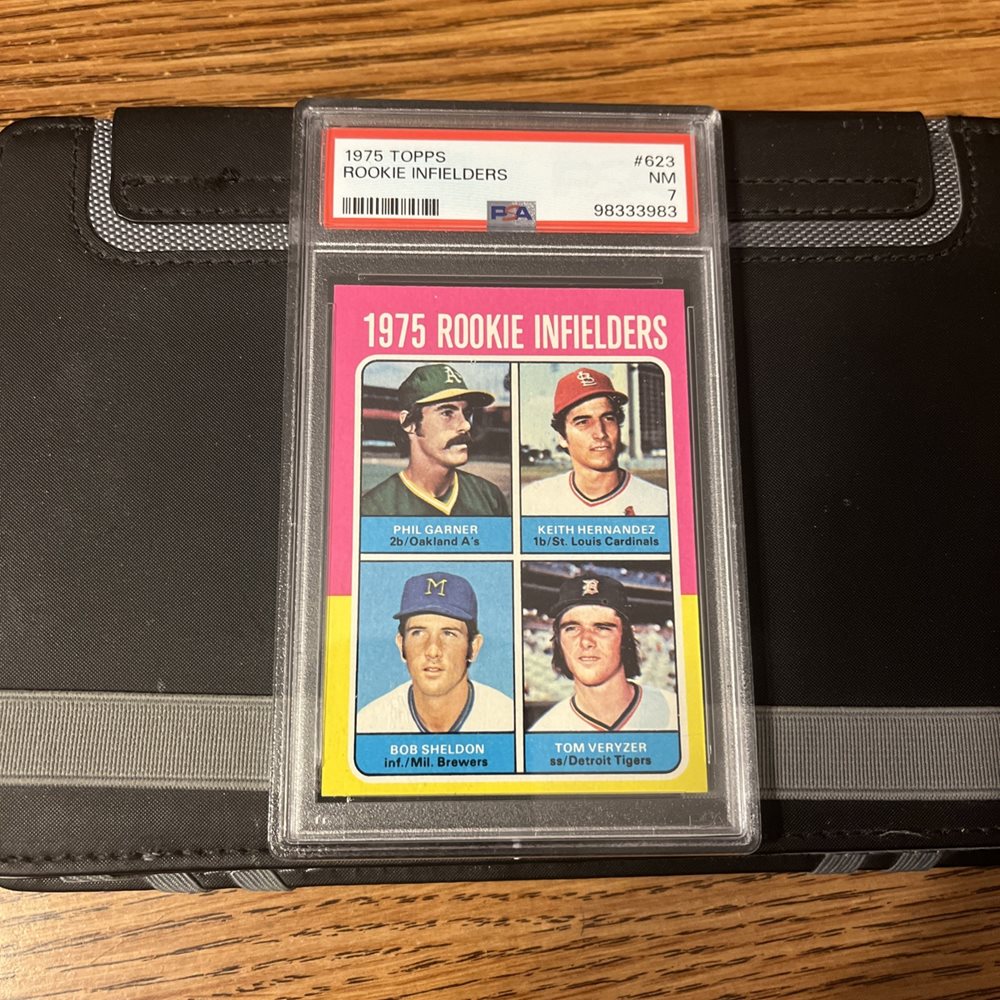 1975 TOPPS
ROOKIE INFIELDERS
#623
NM
7
98333983
PSA
1975 ROOKIE INFIELDERS
A's
PHIL GARNER
2b/Oakland A's
STL
KEITH HERNANDEZ
1b/St. Louis Cardinals
M
BOB SHELDON
inf./Mil. Brewers
D
TOM VERYZER
ss/Detroit Tigers